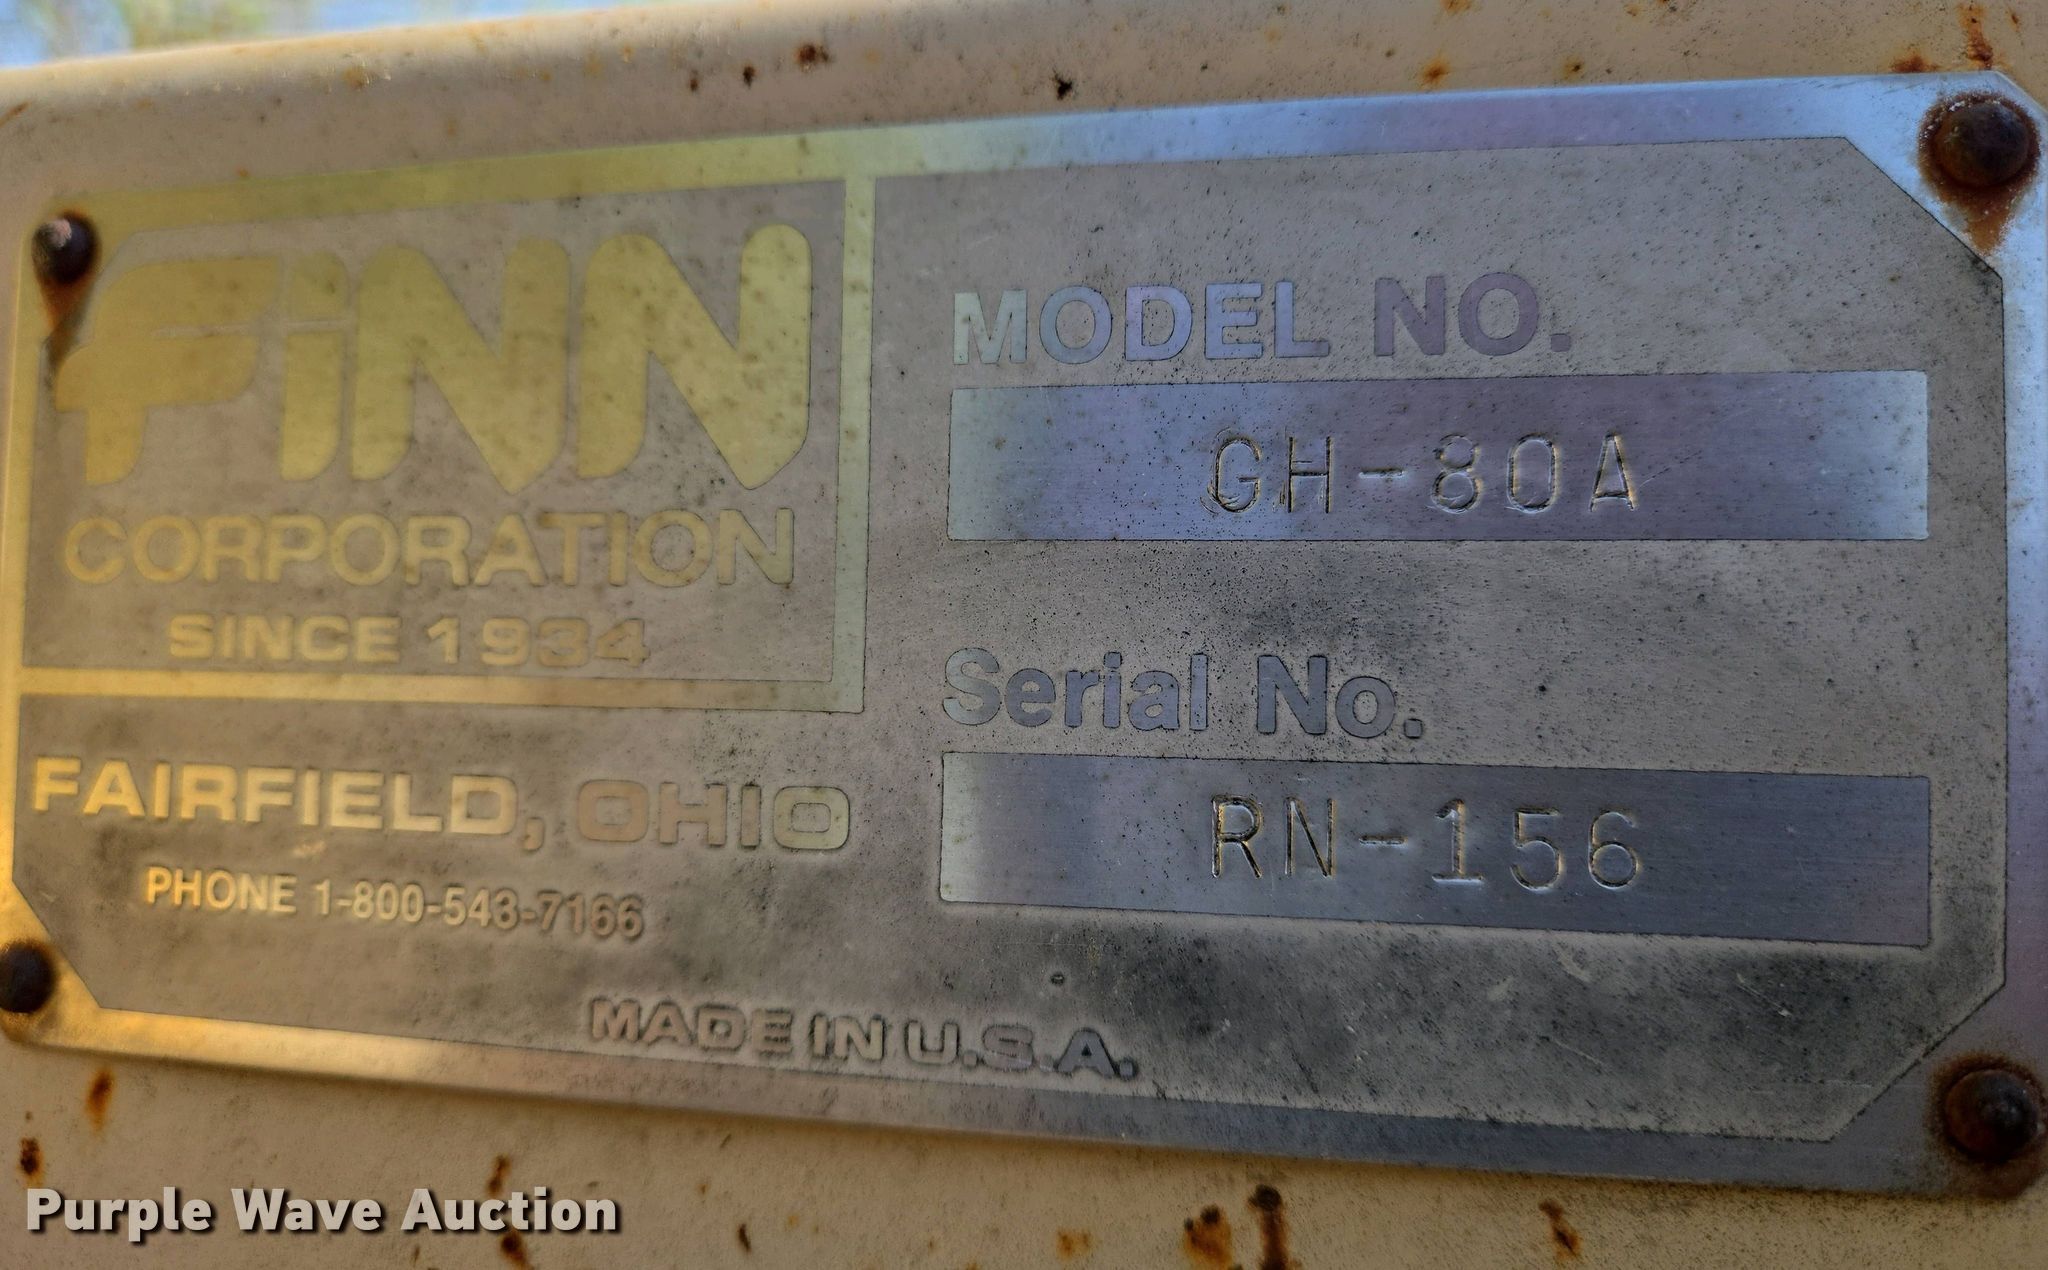 FiNN
CORPORATION
SINCE 1934
FAIRFIELD, OHIO
PHONE 1-800-543-7166
MODEL NO.
GH-80A
Serial No.
RN-156
MADE IN U.S.A.
Purple Wave Auction